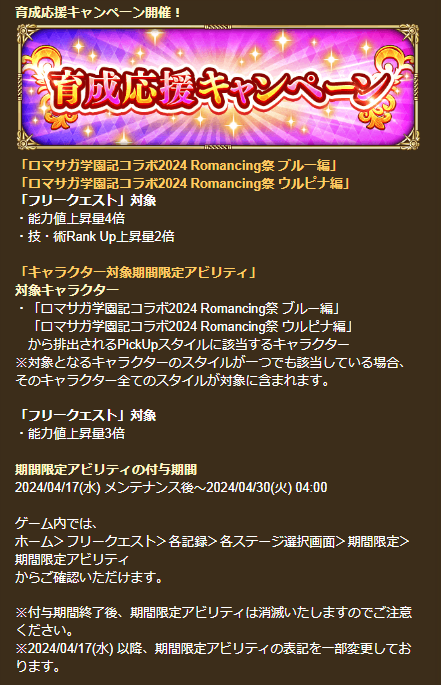 育成応援キャンペーン開催！
育成応援キャンペーン
「ロマサガ学園記コラボ2024 Romancing祭 ブルー編」
「ロマサガ学園記コラボ2024 Romancing祭 ウルピナ編」
「フリークエスト」対象
・能力値上昇量4倍
・技・術Rank Up上昇量2倍
「キャラクター対象期間限定アビリティ」
対象キャラクター
・「ロマサガ学園記コラボ2024 Romancing祭 ブルー編」
「ロマサガ学園記コラボ2024 Romancing祭 ウルピナ編」
から排出されるPickUpスタイルに該当するキャラクター
※対象となるキャラクターのスタイルが一つでも該当している場合、
そのキャラクター全てのスタイルが対象に含まれます。
「フリークエスト」対象
・能力値上昇量3倍
期間限定アビリティの付与期間
2024/04/17(水) メンテナンス後～2024/04/30(火) 04:00
ゲーム内では、
ホーム＞フリークエスト＞各記録＞各ステージ選択画面＞期間限定＞
期間限定アビリティ
からご確認いただけます。
※付与期間終了後、期間限定アビリティは消滅いたしますのでご注意
ください。
※2024/04/17(水) 以降、期間限定アビリティの表記を一部変更してお
ります。